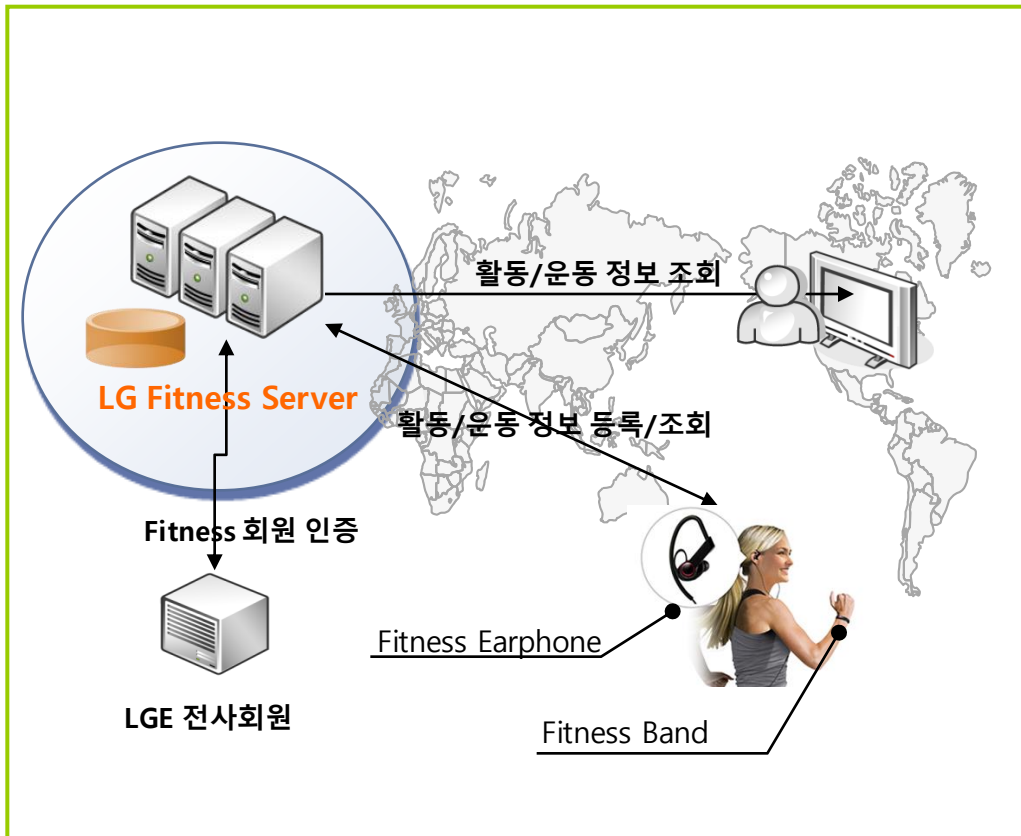 활동/운동 정보 조회
LG Fitness Server
활동/운동 정보 등록/조회
Fitness 회원 인증
Fitness Earphone
LGE 전사회원
Fitness Band